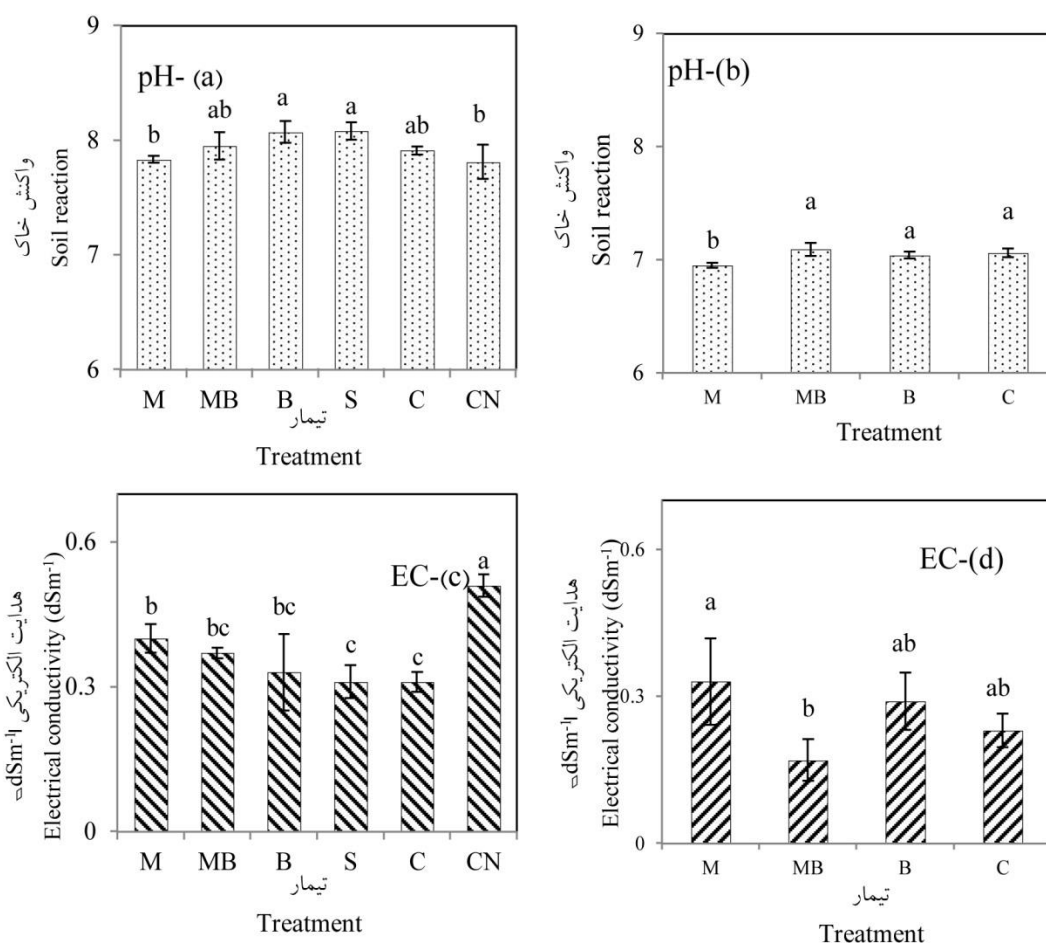 pH- (a)
9
8
7
6
b
ab
a
a
ab
b
واکنش خاک
Soil reaction
M MB B S C CN
تیمار
Treatment
pH-(b)
9
8
7
6
b
a
a
a
واکنش خاک
Soil reaction
M MB B C
Treatment
EC-(c)
0.6
0.3
0
b
bc
bc
c
c
a
هدایت الکتریکی
dSm⁻¹
Electrical conductivity (dSm⁻¹)
M MB B S C CN
تیمار
Treatment
EC-(d)
0.6
0.3
0
a
b
ab
ab
هدایت الکتریکی
dSm⁻¹
Electrical conductivity (dSm⁻¹)
M MB B C
تیمار
Treatment